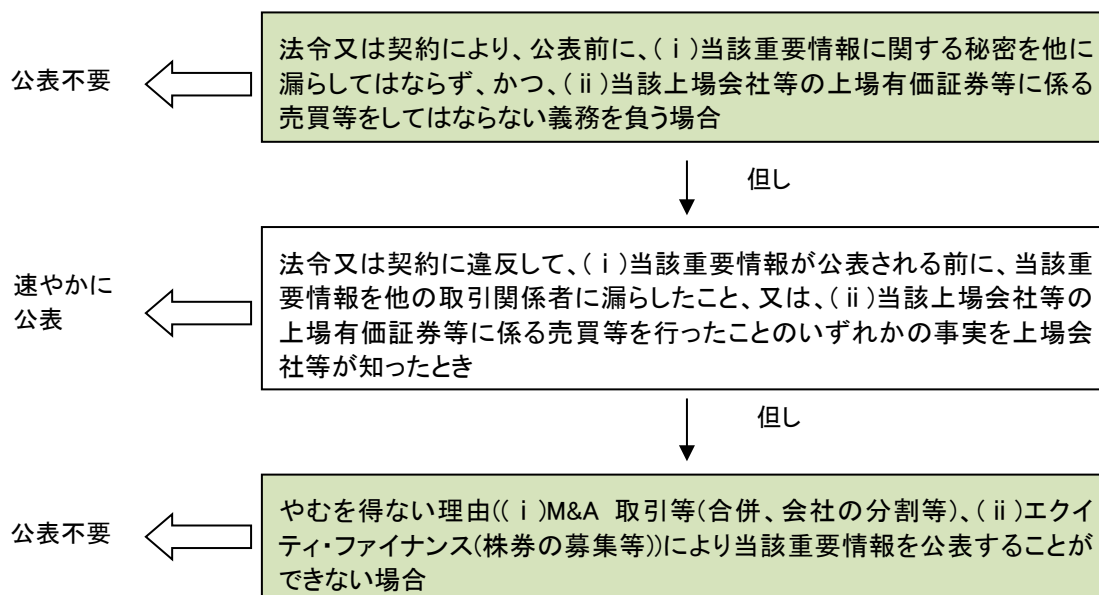 法令又は契約により、公表前に、(ⅰ)当該重要情報に関する秘密を他に
漏らしてはならず、かつ、(ⅱ)当該上場会社等の上場有価証券等に係る
売買等をしてはならない義務を負う場合
公表不要
但し
法令又は契約に違反して、(ⅰ)当該重要情報が公表される前に、当該重
要情報を他の取引関係者に漏らしたこと、又は、(ⅱ)当該上場会社等の
上場有価証券等に係る売買等を行ったことのいずれかの事実を上場会
社等が知ったとき
速やかに
公表
但し
やむを得ない理由((ⅰ)M&A 取引等(合併、会社の分割等)、(ⅱ)エクイ
ティ・ファイナンス(株券の募集等))により当該重要情報を公表することが
できない場合
公表不要